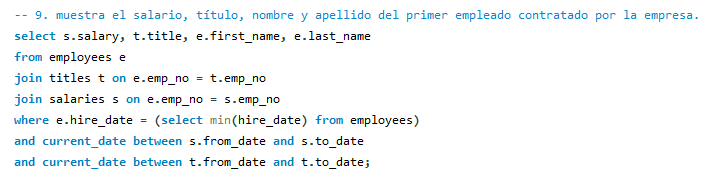 -- 9. muestra el salario, título, nombre y apellido del primer empleado contratado por la empresa.
select s.salary, t.title, e.first_name, e.last_name
from employees e
join titles t on e.emp_no = t.emp_no
join salaries s on e.emp_no = s.emp_no
where e.hire_date = (select min(hire_date) from employees)
and current_date between s.from_date and s.to_date
and current_date between t.from_date and t.to_date;